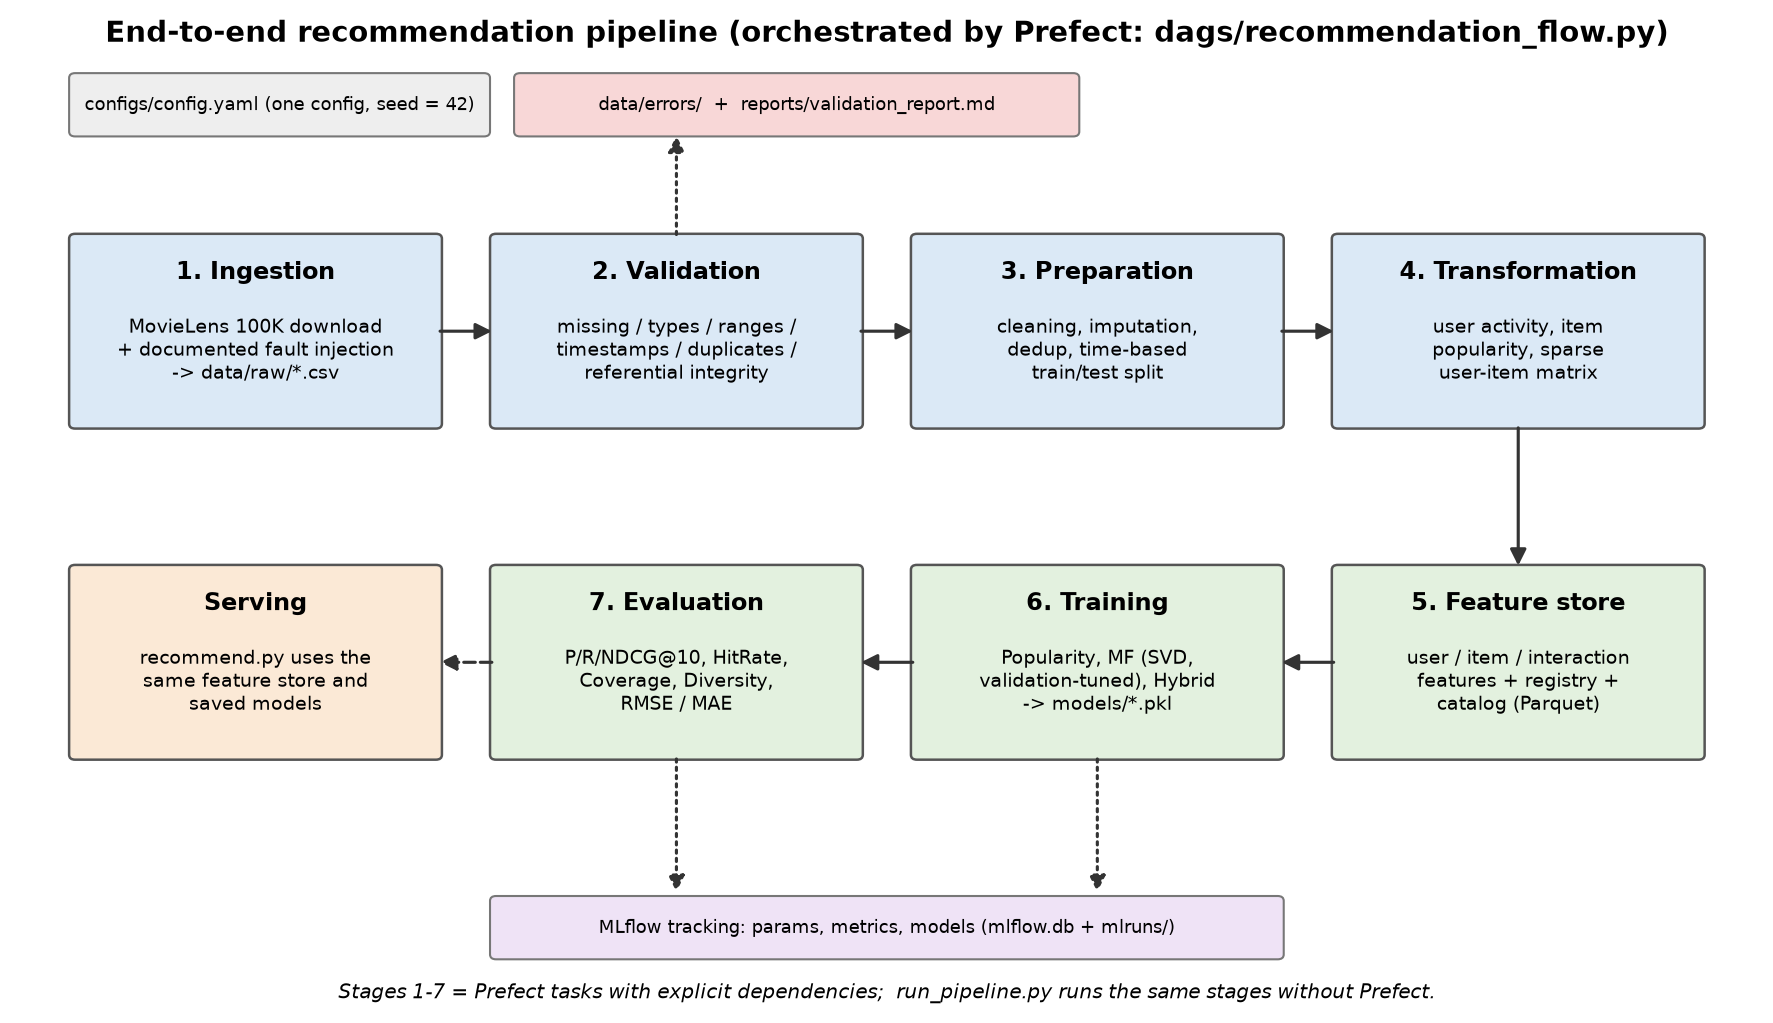 End-to-end recommendation pipeline (orchestrated by Prefect: dags/recommendation_flow.py)
configs/config.yaml (one config, seed = 42)
data/errors/  +  reports/validation_report.md
1. Ingestion
MovieLens 100K download
+ documented fault injection
-> data/raw/*.csv
2. Validation
missing / types / ranges /
timestamps / duplicates /
referential integrity
3. Preparation
cleaning, imputation,
dedup, time-based
train/test split
4. Transformation
user activity, item
popularity, sparse
user-item matrix
Serving
recommend.py uses the
same feature store and
saved models
7. Evaluation
P/R/NDCG@10, HitRate,
Coverage, Diversity,
RMSE / MAE
6. Training
Popularity, MF (SVD,
validation-tuned), Hybrid
-> models/*.pkl
5. Feature store
user / item / interaction
features + registry +
catalog (Parquet)
MLflow tracking: params, metrics, models (mlflow.db + mlruns/)
Stages 1-7 = Prefect tasks with explicit dependencies;  run_pipeline.py runs the same stages without Prefect.